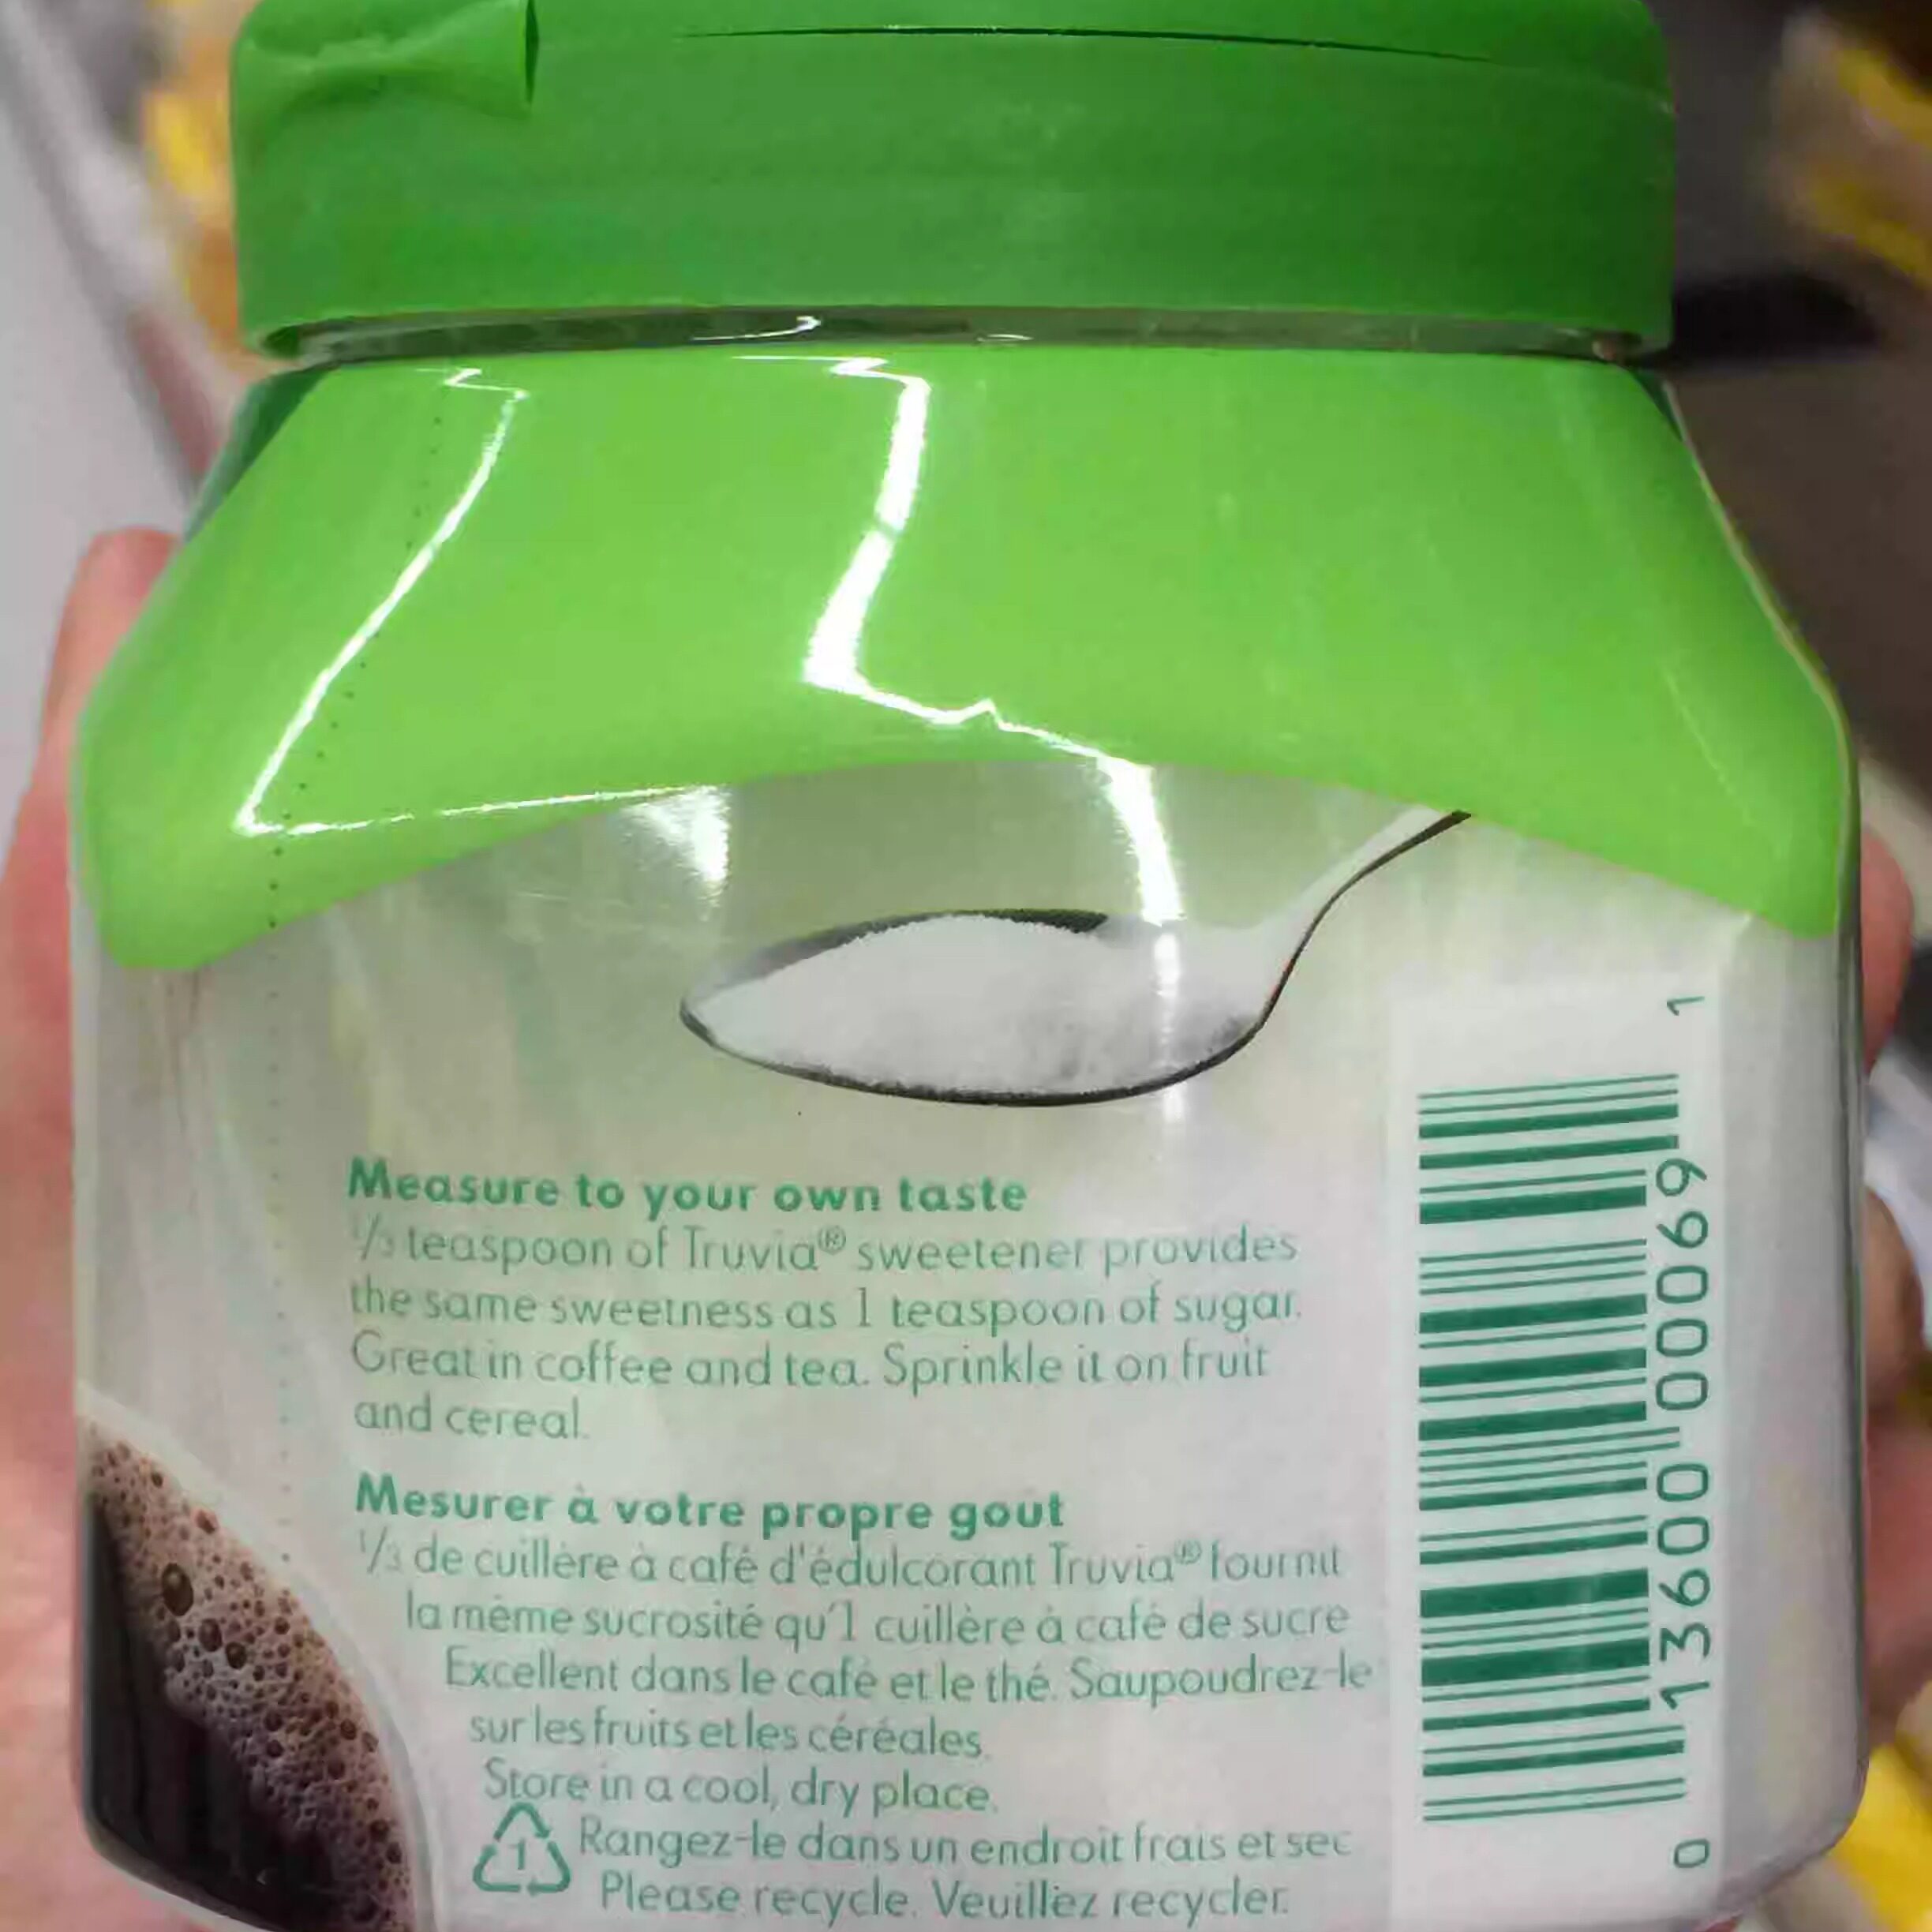 Measure to your own taste
1/3 teaspoon of Truvia® sweetener provides
the same sweetness as 1 teaspoon of sugar.
Great in coffee and tea. Sprinkle it on fruit
and cereal.
Mesurer à votre propre goût
1/3 de cuillère à café d'édulcorant Truvia® fournit
la même sucrosité qu'1 cuillère à café de sucre
Excellent dans le café et le thé. Saupoudrez-le
sur les fruits et les céréales.
Store in a cool, dry place.
1
Rangez-le dans un endroit frais et sec
Please recycle. Veuillez recycler.
0 13600 00069 1